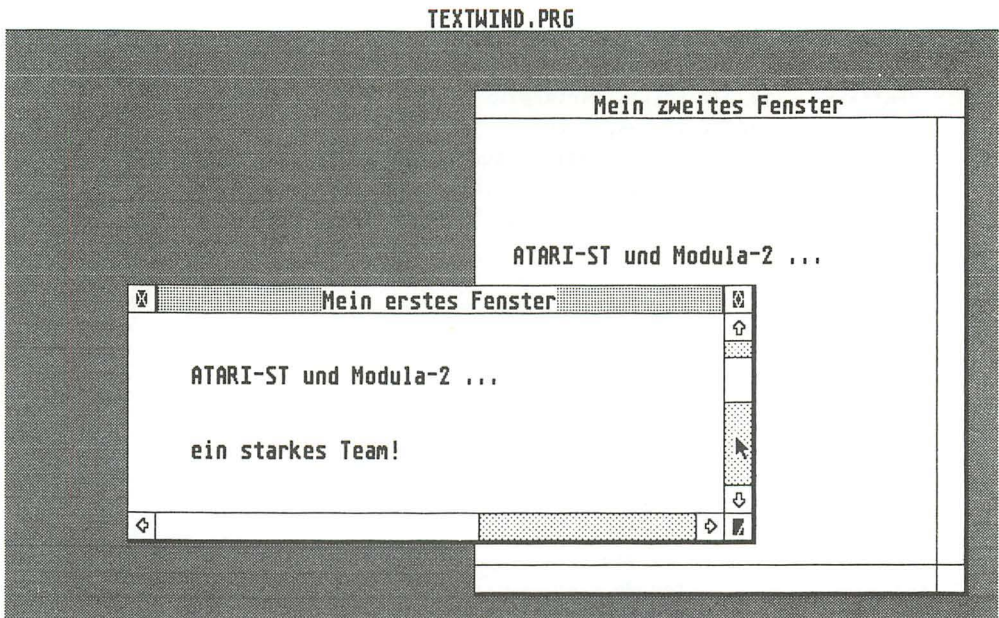 TEXTWIND.PRG
Mein zweites Fenster
ATARI-ST und Modula-2 ...
Mein erstes Fenster
ATARI-ST und Modula-2 ...
ein starkes Team!